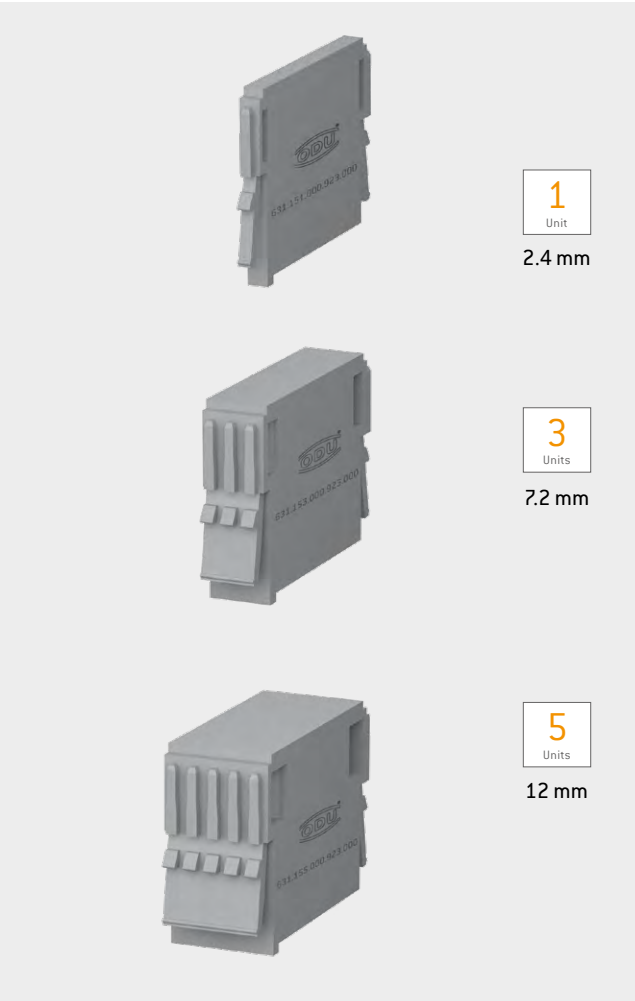 ODU
631.151.000.923.000
1
Unit
2.4 mm
ODU
631.153.000.923.000
3
Units
7.2 mm
ODU
631.155.000.923.000
5
Units
12 mm